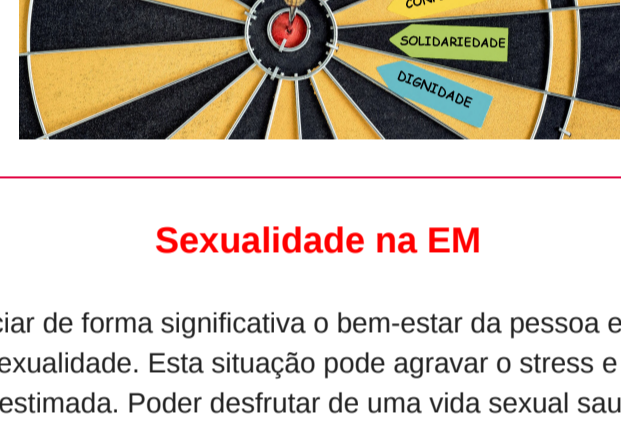 SOLIDARIEDADE
DIGNIDADE
Sexualidade na EM
ciar de forma significativa o bem-estar da pessoa e
exualidade. Esta situação pode agravar o stress e
estimada. Poder desfrutar de uma vida sexual sau